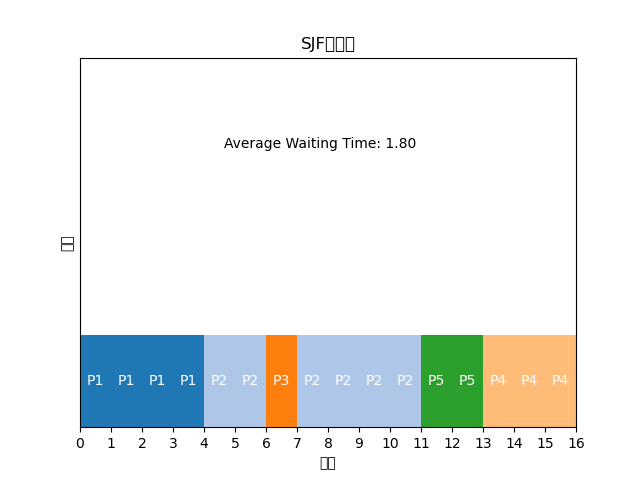 SJF
Average Waiting Time: 1.80
P1 P1 P1 P1 P2 P2 P3 P2 P2 P2 P2 P5 P5 P4 P4 P4
0 1 2 3 4 5 6 7 8 9 10 11 12 13 14 15 16